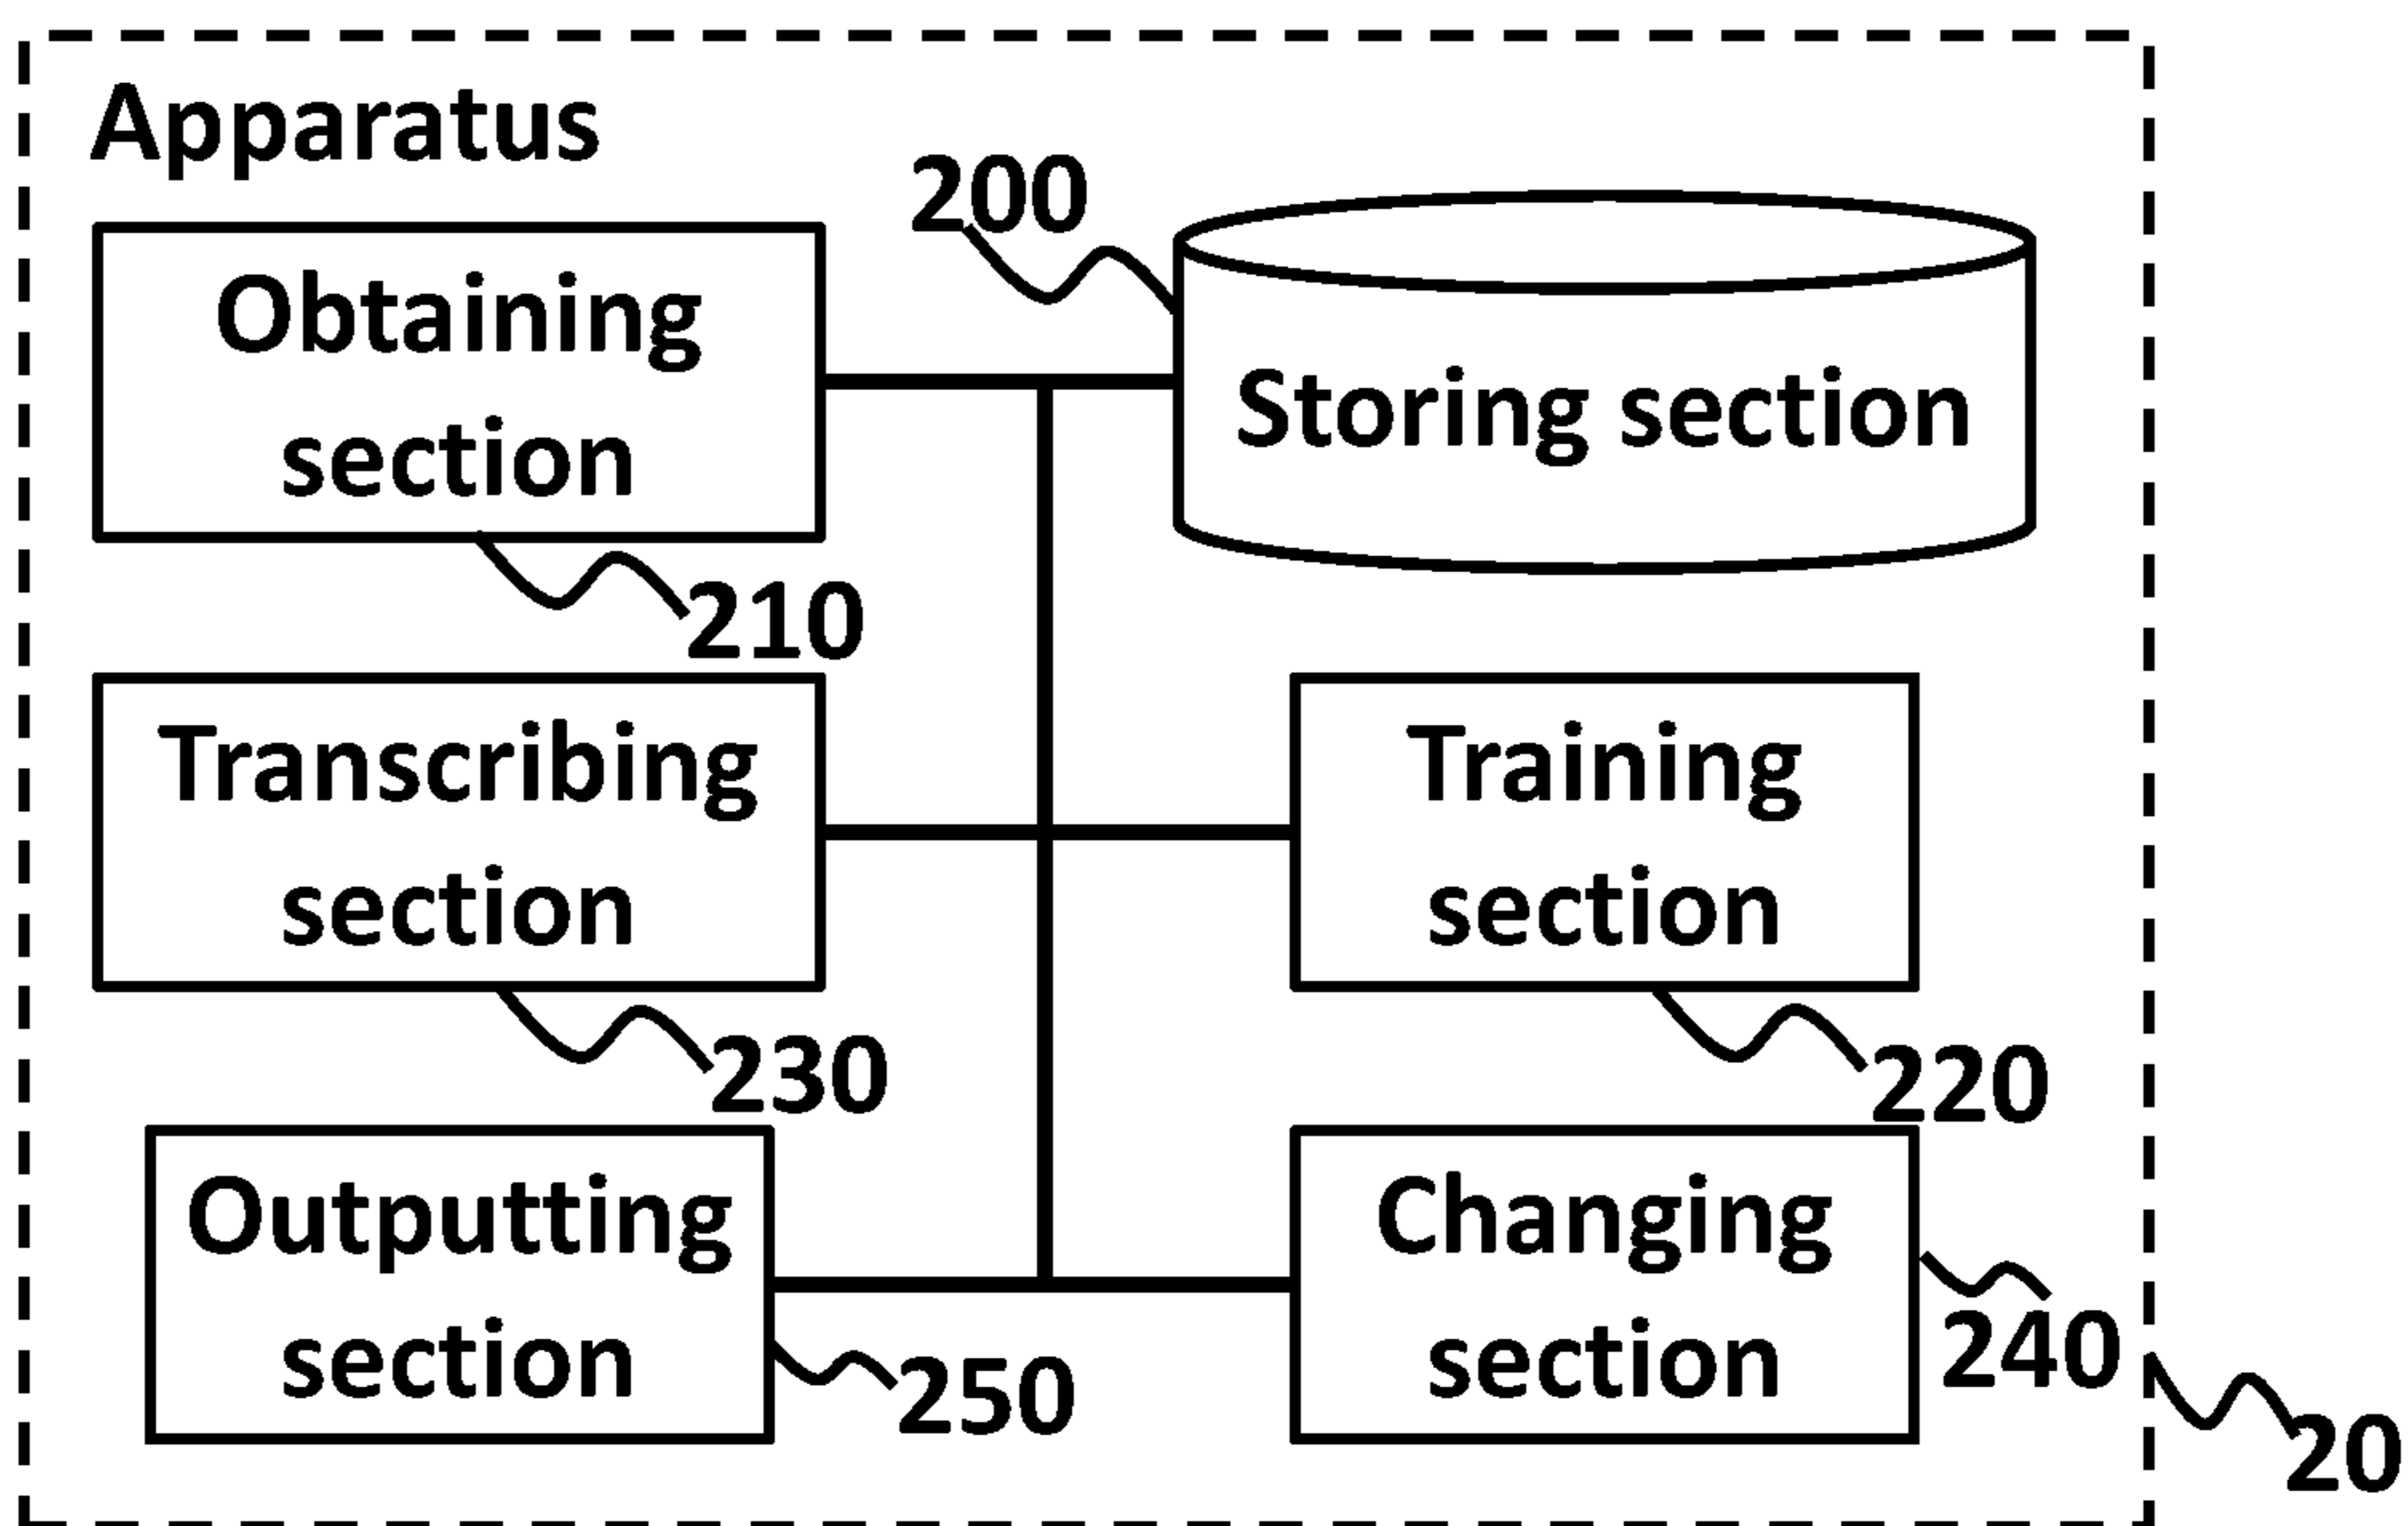 Apparatus
200
Obtaining
section
Storing section
210
Transcribing
section
Training
section
230
220
Outputting
section
Changing
section
250
240
20